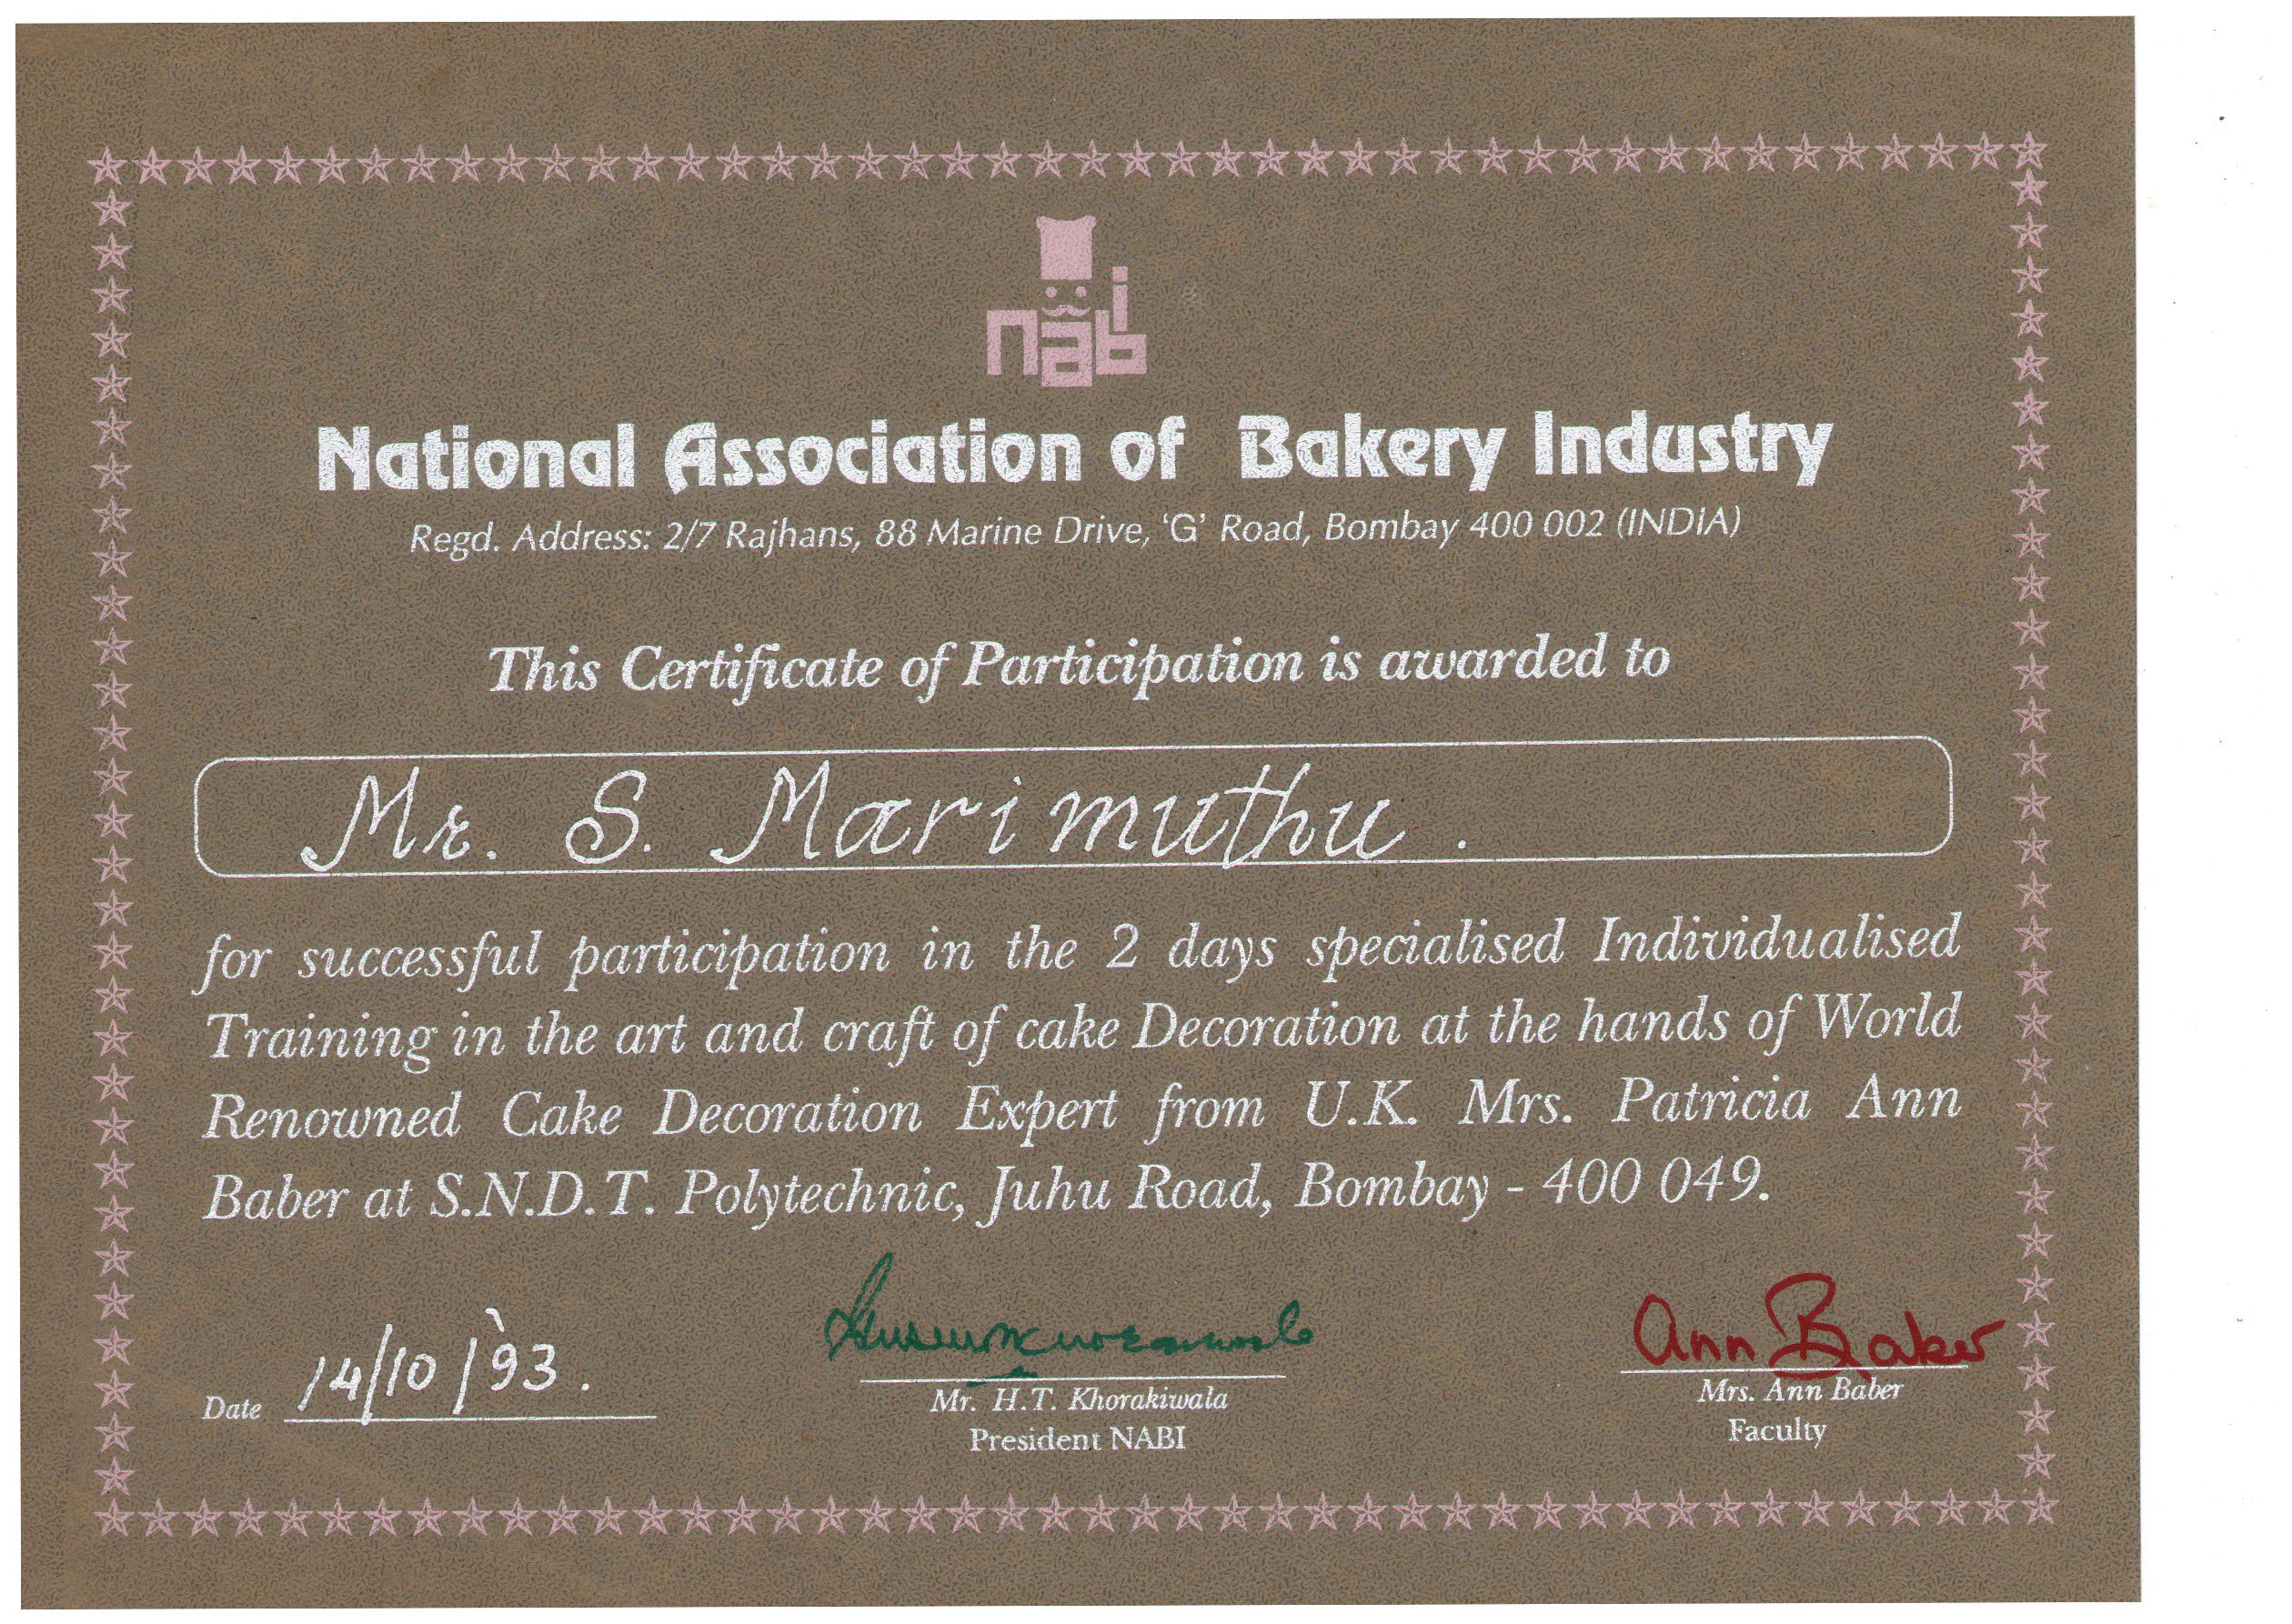 nabi
National Association of Bakery Industry
Regd. Address: 2/7 Rajhans, 88 Marine Drive, 'G' Road, Bombay 400 002 (INDIA)
This Certificate of Participation is awarded to
Mr. S. Marimuthu.
for successful participation in the 2 days specialised Individualised
Training in the art and craft of cake Decoration at the hands of World
Renowned Cake Decoration Expert from U.K. Mrs. Patricia Ann
Baber at S.N.D.T. Polytechnic, Juhu Road, Bombay - 400 049.
Date 14/10/'93.
Ann Baber
Mr. H.T. Khorakiwala
President NABI
Mrs. Ann Baber
Faculty